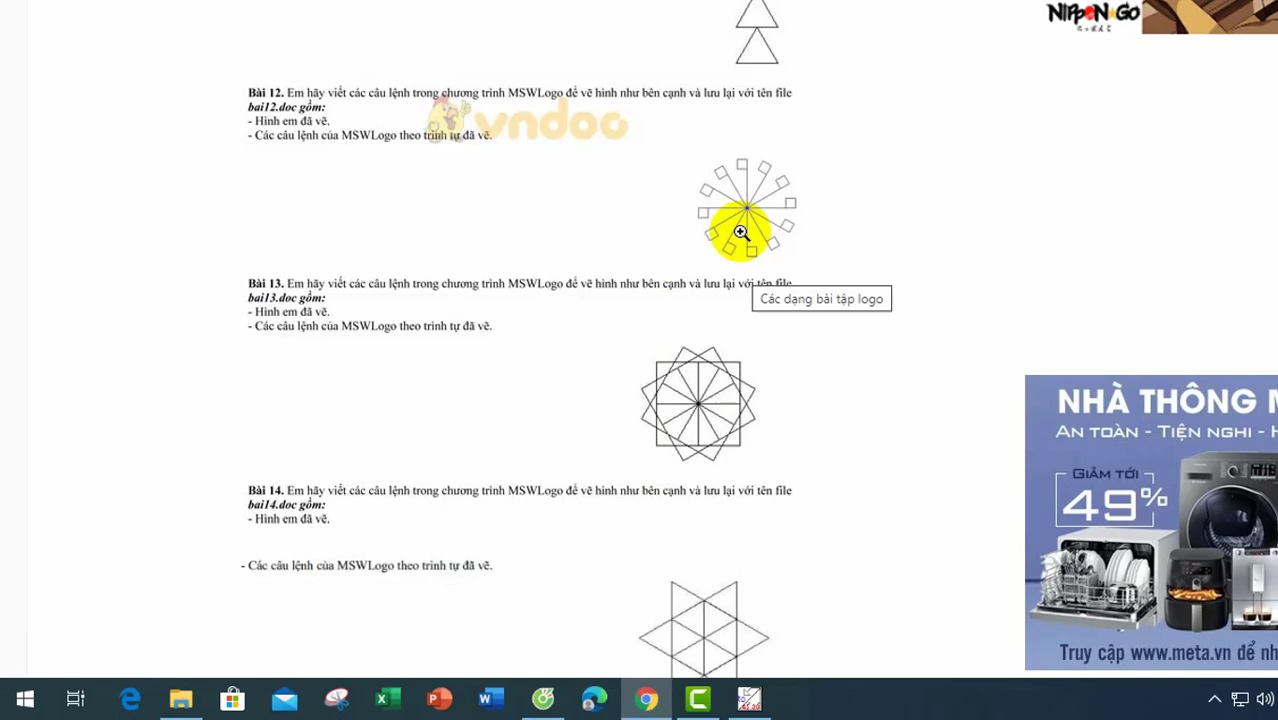 NIPPON GO
Bài 12. Em hãy viết các câu lệnh trong chương trình MSWLogo để vẽ hình như bên cạnh và lưu lại với tên file
bai12.doc gồm:
- Hình em đã vẽ.
- Các câu lệnh của MSWLogo theo trình tự đã vẽ.
vndoc
Bài 13. Em hãy viết các câu lệnh trong chương trình MSWLogo để vẽ hình như bên cạnh và lưu lại với tên file
bai13.doc gồm:
- Hình em đã vẽ.
- Các câu lệnh của MSWLogo theo trình tự đã vẽ.
Các dạng bài tập logo
Bài 14. Em hãy viết các câu lệnh trong chương trình MSWLogo để vẽ hình như bên cạnh và lưu lại với tên file
bai14.doc gồm:
- Hình em đã vẽ.
- Các câu lệnh của MSWLogo theo trình tự đã vẽ.
NHÀ THÔNG M
AN TOÀN - TIỆN NGHI - H
GIẢM TỚI
49%
Truy cập www.meta.vn để nh